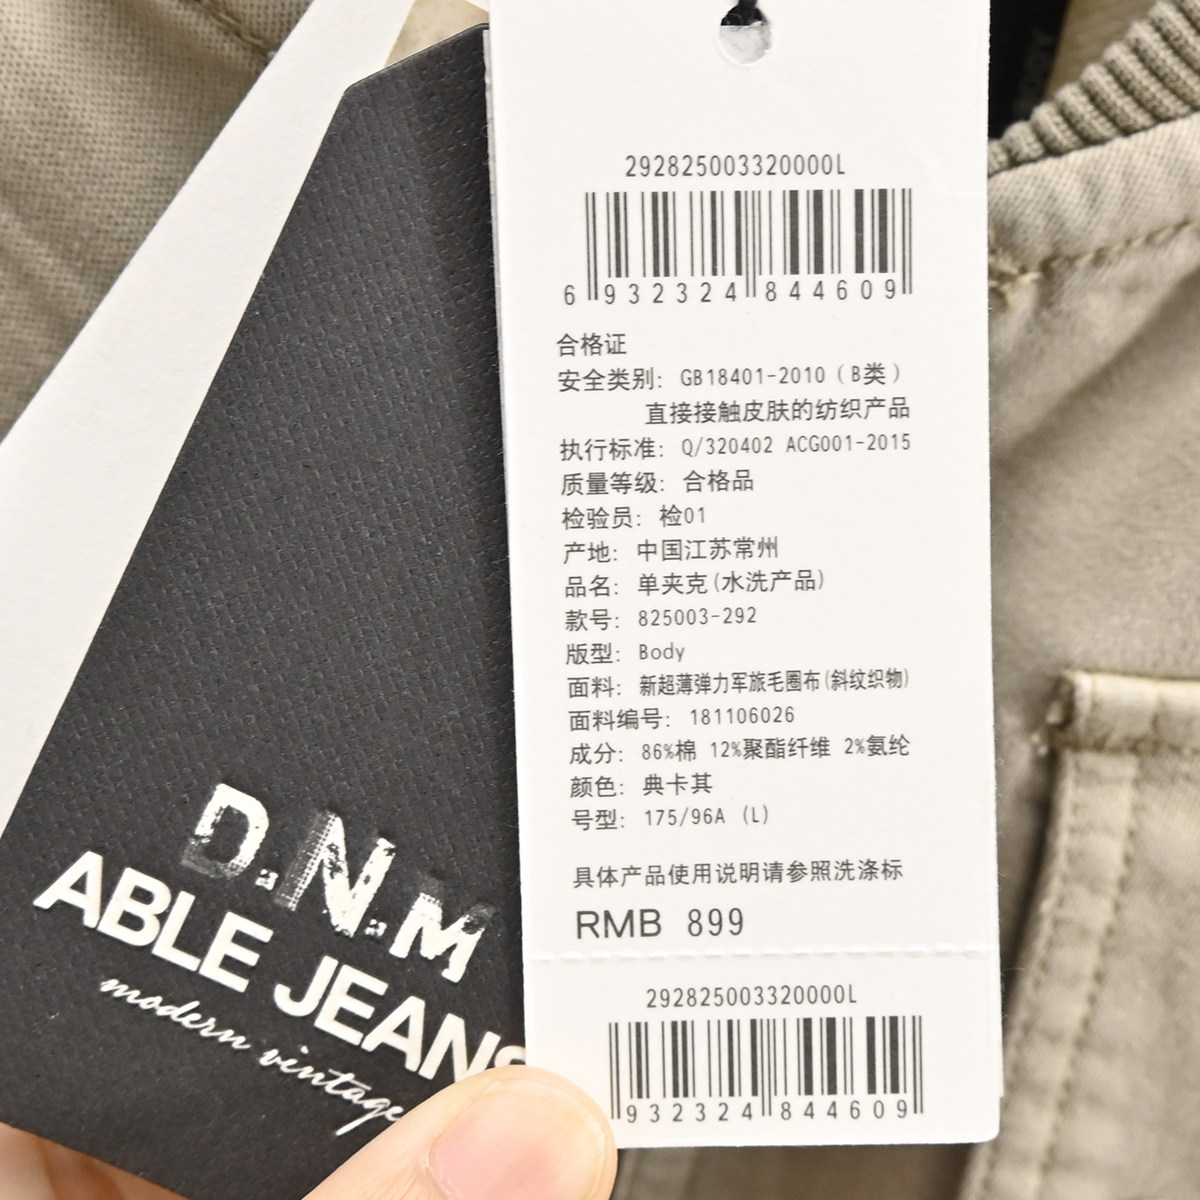 292825003320000L
6 932324 844609
合格证
安全类别: GB18401-2010 (B类)
直接接触皮肤的纺织产品
执行标准: Q/320402 ACG001-2015
质量等级: 合格品
检验员: 检01
产地: 中国江苏常州
品名: 单夹克(水洗产品)
款号: 825003-292
版型: Body
面料: 新超薄弹力军旅毛圈布(斜纹织物)
面料编号: 181106026
成分: 86%棉 12%聚酯纤维 2%氨纶
颜色: 典卡其
号型: 175/96A (L)
具体产品使用说明请参照洗涤标
RMB 899
292825003320000L
932324 844609
D.N.M
ABLE JEANS
modern vintage